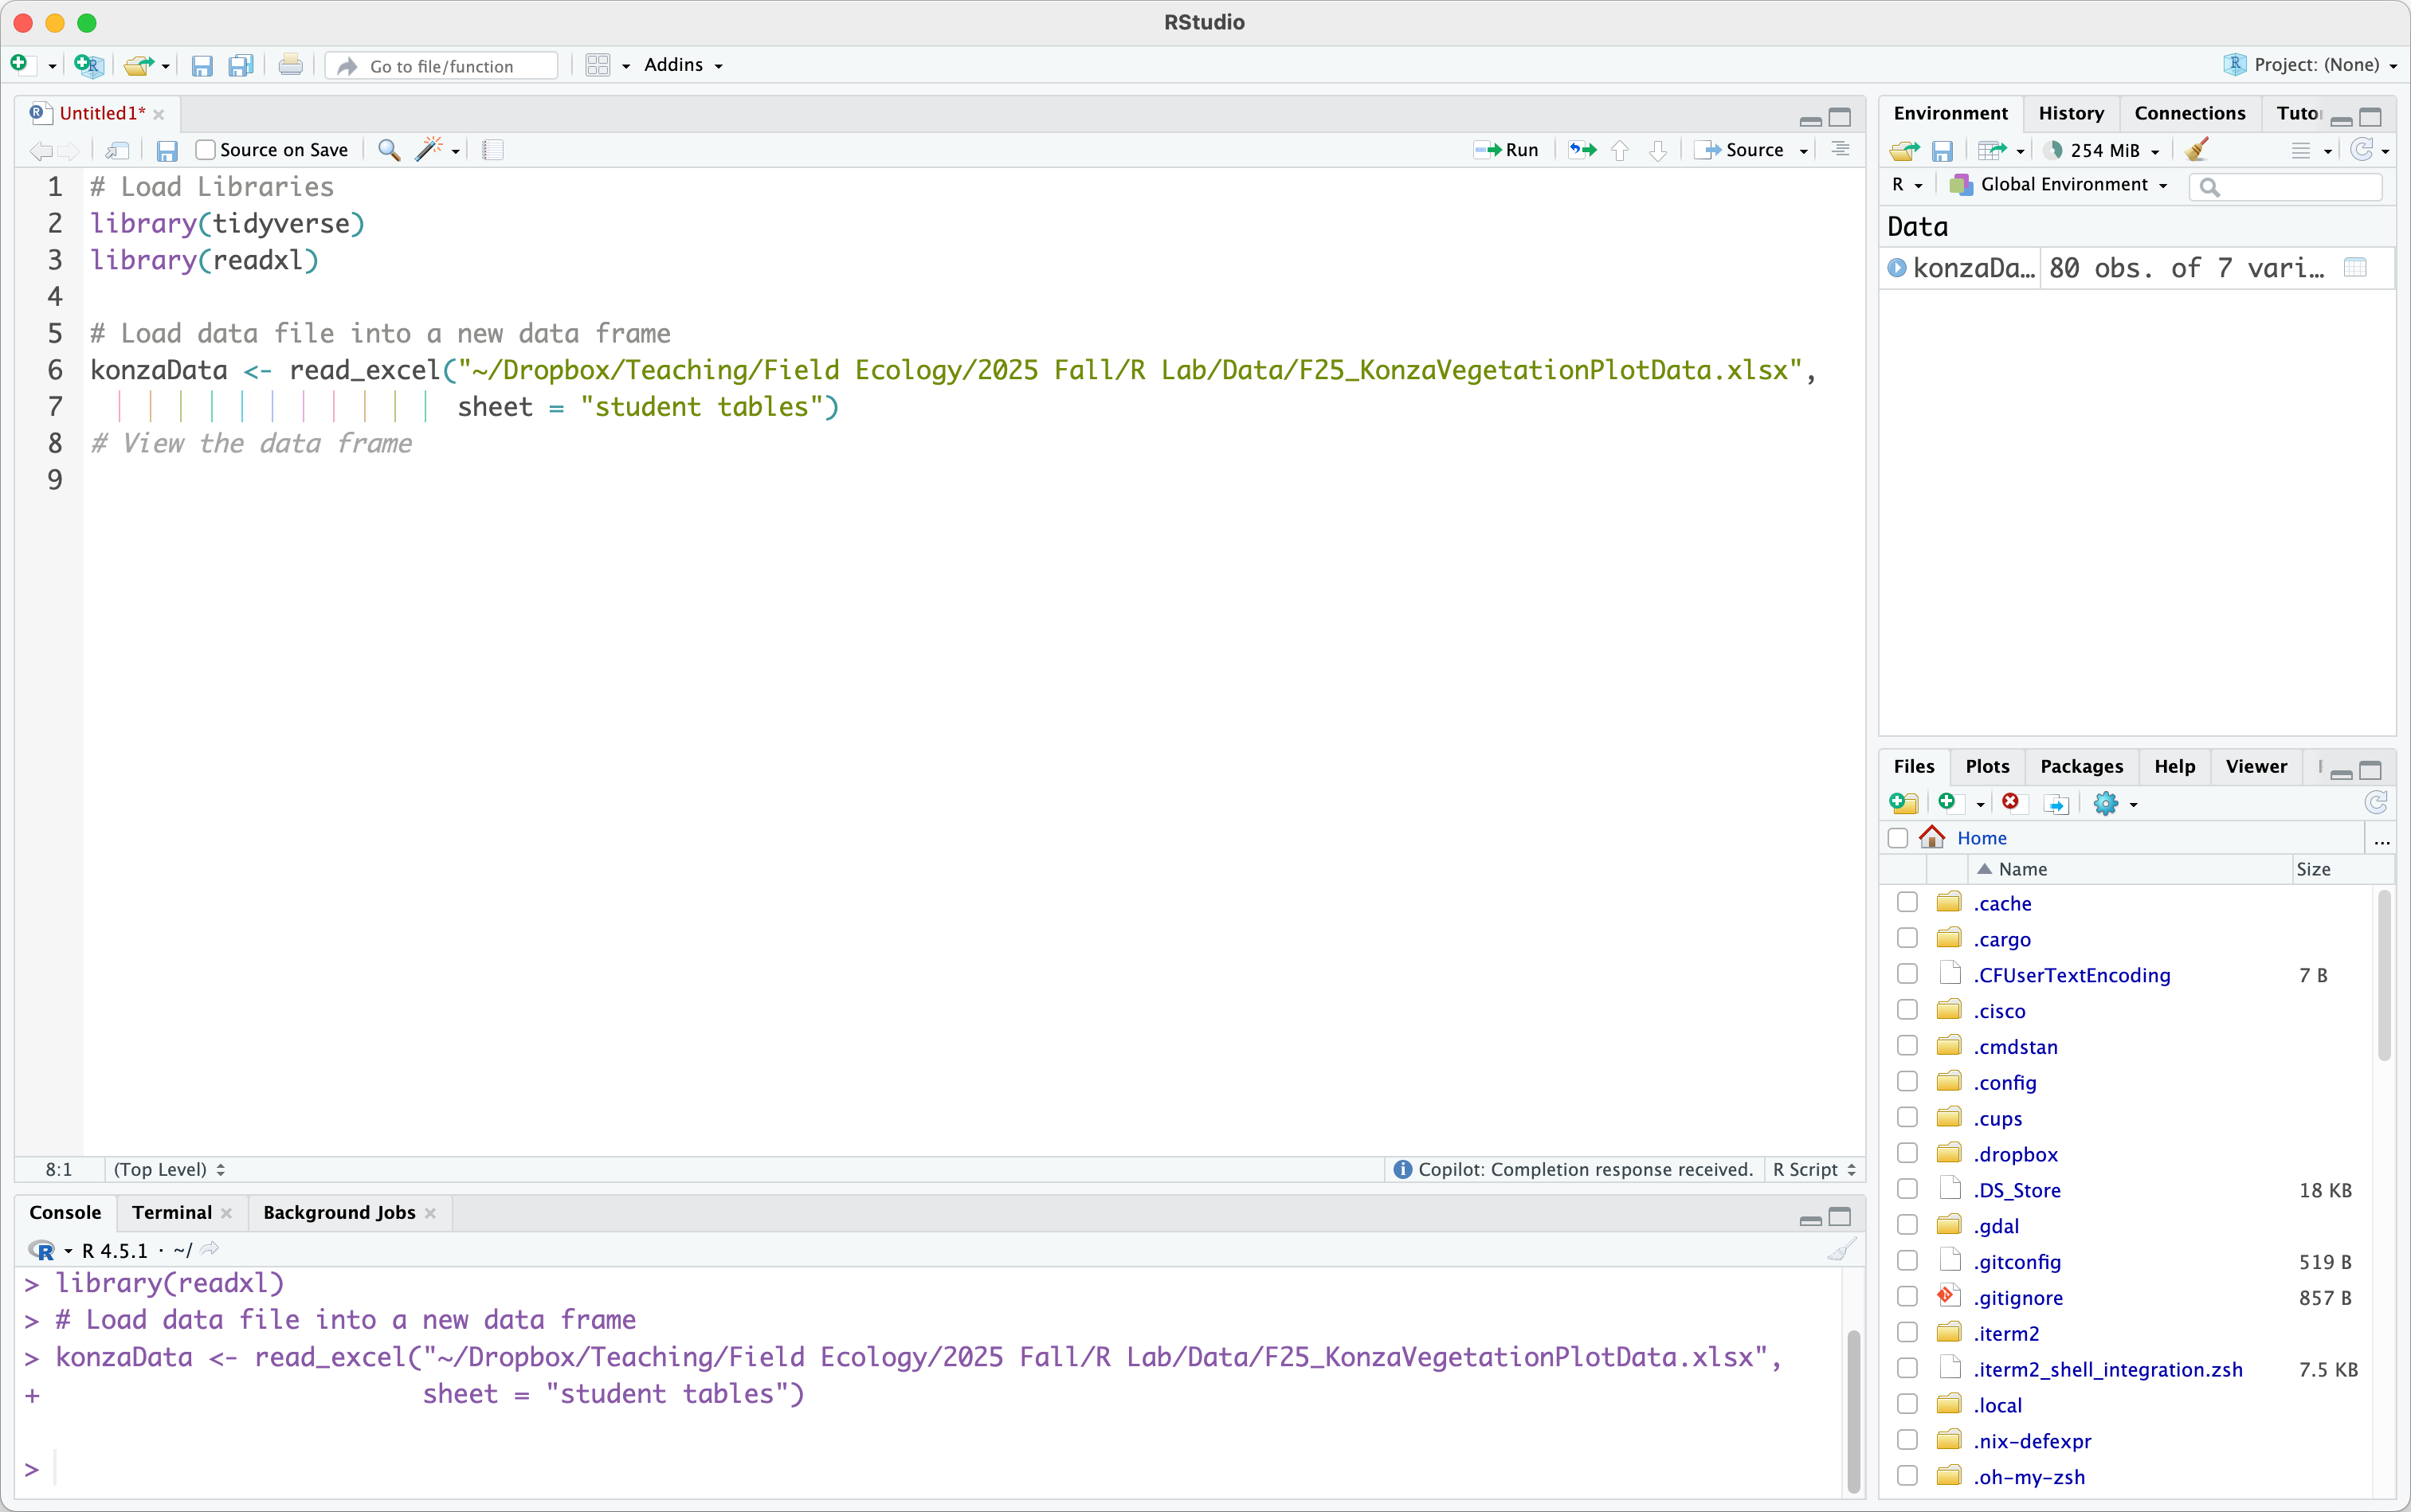 RStudio
Go to file/function
Addins
Project: (None)
Untitled1*
Source on Save
Run
Source
1 # Load Libraries
2 library(tidyverse)
3 library(readxl)
4
5 # Load data file into a new data frame
6 konzaData <- read_excel("~/Dropbox/Teaching/Field Ecology/2025 Fall/R Lab/Data/F25_KonzaVegetationPlotData.xlsx",
7 sheet = "student tables")
8 # View the data frame
9
8:1 (Top Level) Copilot: Completion response received. R Script
Console Terminal Background Jobs
R 4.5.1 · ~/
> library(readxl)
> # Load data file into a new data frame
> konzaData <- read_excel("~/Dropbox/Teaching/Field Ecology/2025 Fall/R Lab/Data/F25_KonzaVegetationPlotData.xlsx",
+ sheet = "student tables")
>
Environment History Connections Tuto
254 MiB
R Global Environment
Data
konzaDa… 80 obs. of 7 vari…
Files Plots Packages Help Viewer
Home ...
Name Size
.cache
.cargo
.CFUserTextEncoding 7 B
.cisco
.cmdstan
.config
.cups
.dropbox
.DS_Store 18 KB
.gdal
.gitconfig 519 B
.gitignore 857 B
.iterm2
.iterm2_shell_integration.zsh 7.5 KB
.local
.nix-defexpr
.oh-my-zsh